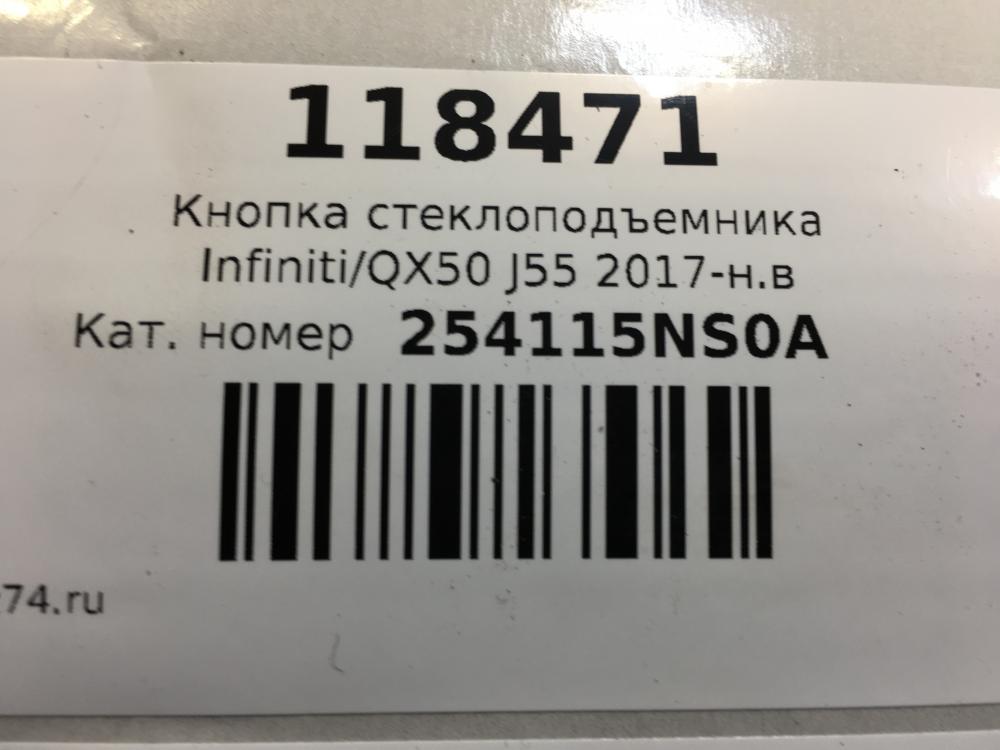 118471
Кнопка стеклоподъемника
Infiniti/QX50 J55 2017-н.в
Кат. номер 254115NS0A
74.ru